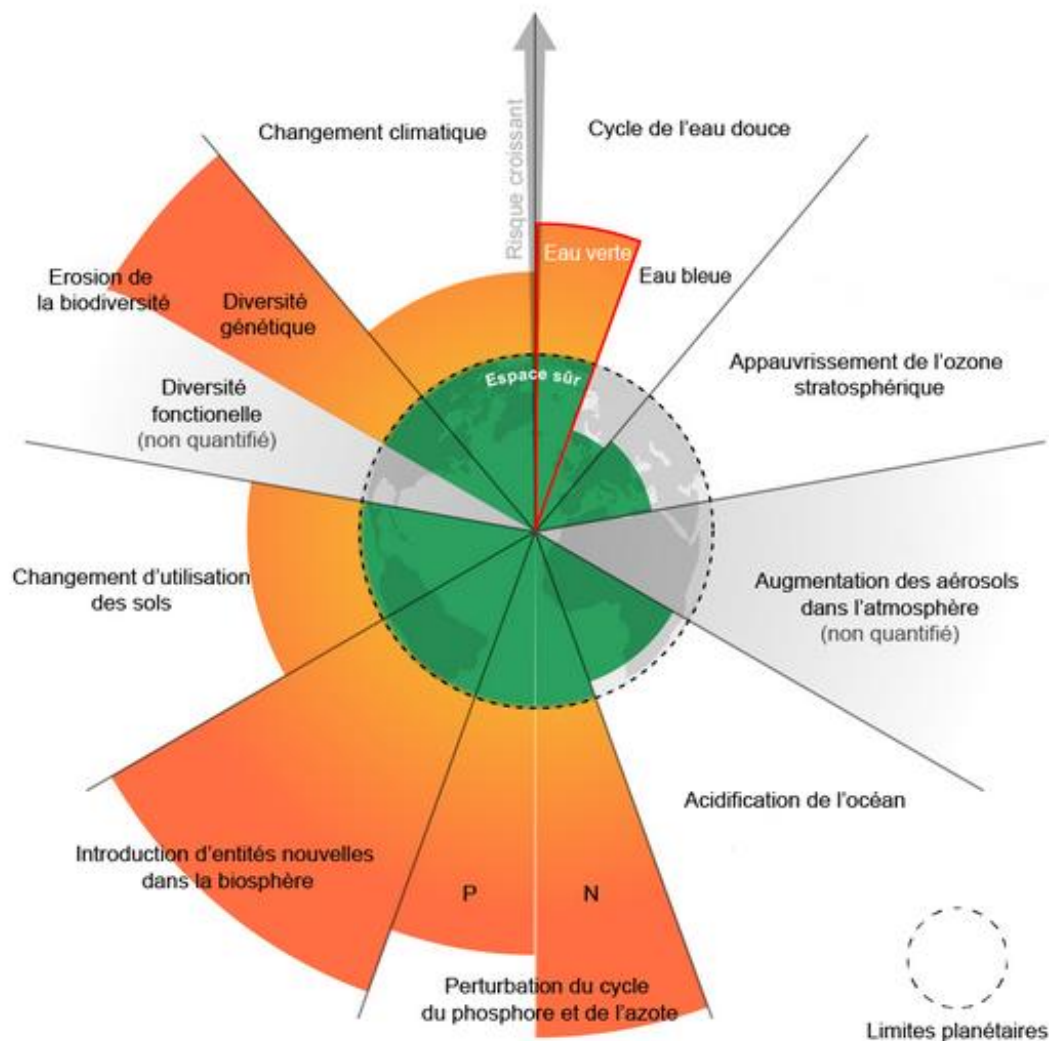 Changement climatique
Risque croissant
Cycle de l'eau douce
Eau verte
Eau bleue
Erosion de
la biodiversité
Diversité
génétique
Espace sûr
Appauvrissement de l'ozone
stratosphérique
Diversité
fonctionelle
(non quantifié)
Changement d'utilisation
des sols
Augmentation des aérosols
dans l'atmosphère
(non quantifié)
Acidification de l'océan
Introduction d'entités nouvelles
dans la biosphère
P
N
Perturbation du cycle
du phosphore et de l'azote
Limites planétaires